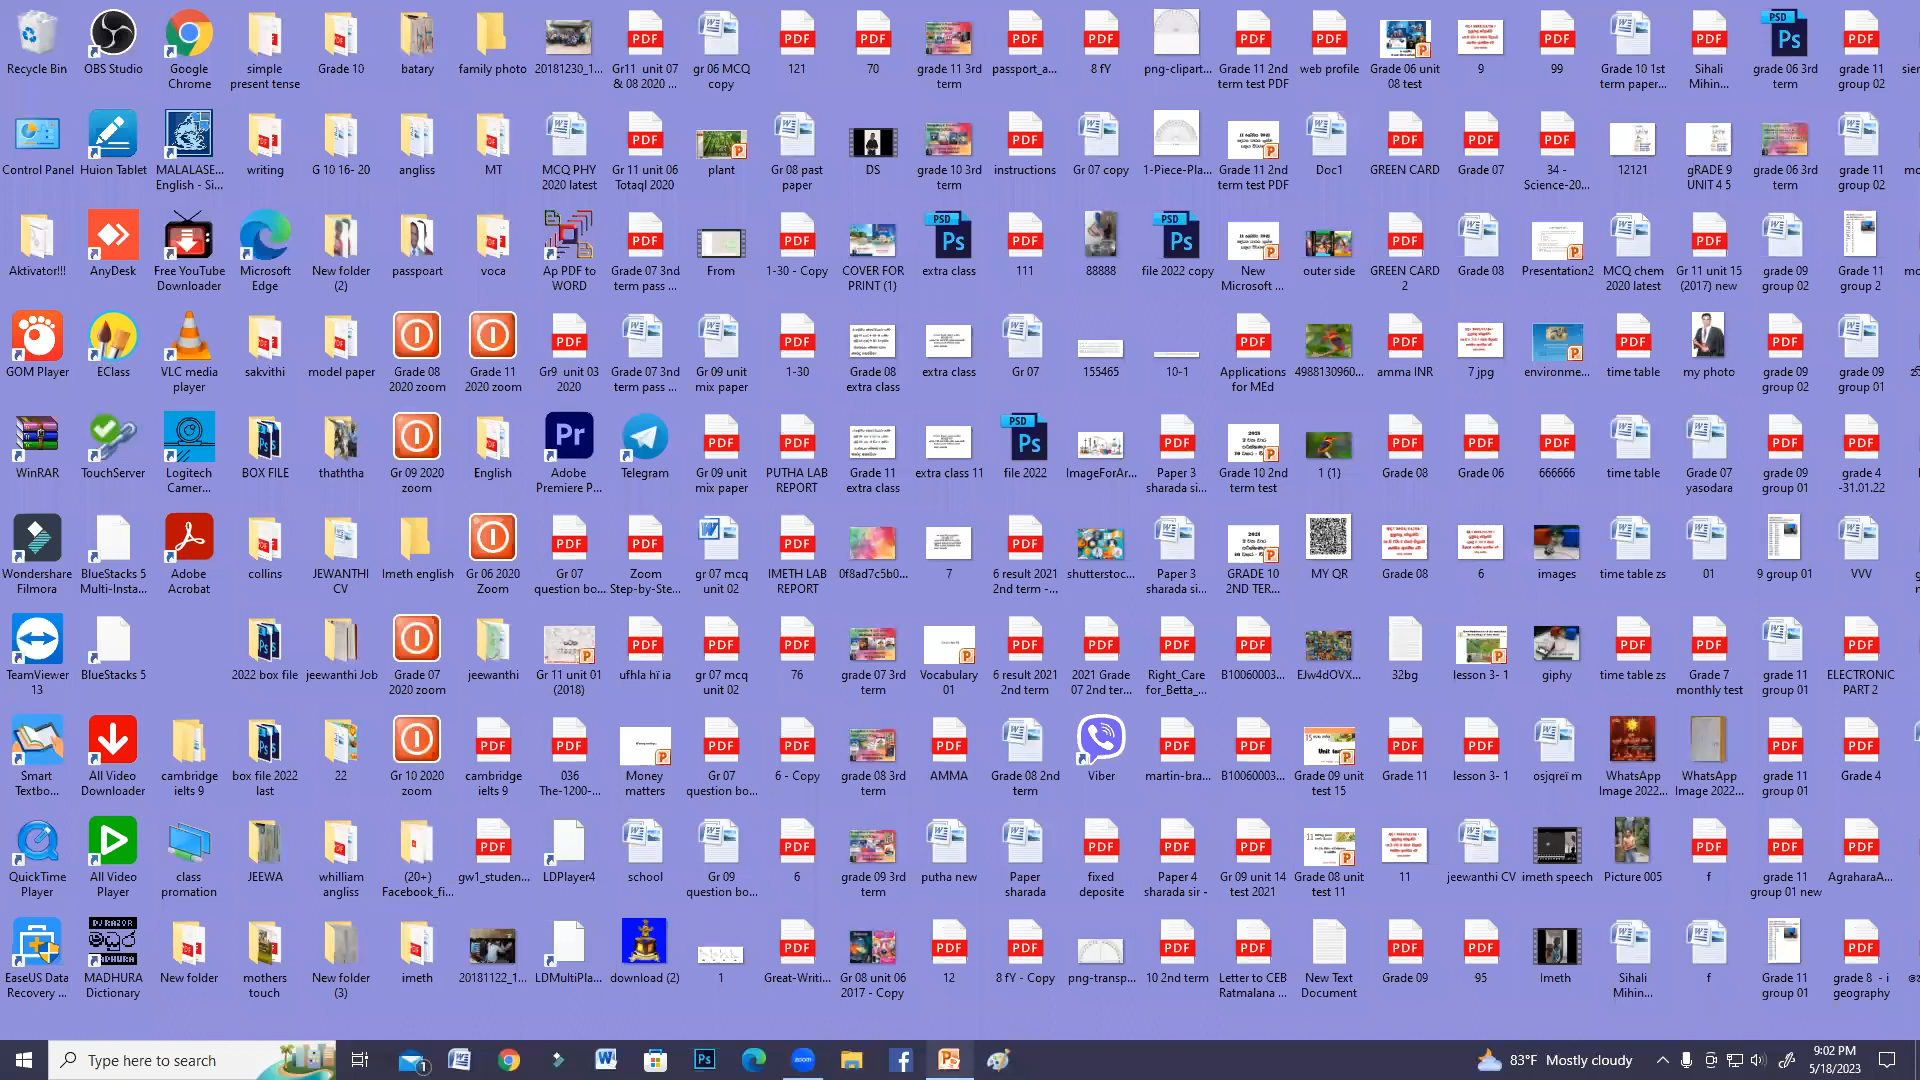 Recycle Bin
OBS Studio
Google
Chrome
simple
present tense
Grade 10
batary
family photo
20181230_1...
Gr11 unit 07
& 08 2020 ...
gr 06 MCQ
copy
121
70
grade 11 3rd
term
passport_a...
8 fY
png-clipart...
Grade 11 2nd
term test PDF
web profile
Grade 06 unit
08 test
9
99
Grade 10 1st
term paper...
Sihali
Mihin...
grade 06 3rd
term
grade 11
group 02
Control Panel
Huion Tablet
MALALASE...
English - Si...
writing
G 10 16- 20
angliss
MT
MCQ PHY
2020 latest
Gr 11 unit 06
Totaql 2020
plant
Gr 08 past
paper
DS
grade 10 3rd
term
instructions
Gr 07 copy
1-Piece-Pla...
Grade 11 2nd
term test PDF
Doc1
GREEN CARD
Grade 07
34 -
Science-20...
12121
gRADE 9
UNIT 4 5
grade 06 3rd
term
grade 11
group 02
Aktivator!!!
AnyDesk
Free YouTube
Downloader
Microsoft
Edge
New folder
(2)
passpoart
voca
Ap PDF to
WORD
Grade 07 3nd
term pass ...
From
1-30 - Copy
COVER FOR
PRINT (1)
extra class
111
88888
file 2022 copy
New
Microsoft ...
outer side
GREEN CARD
2
Grade 08
Presentation2
MCQ chem
2020 latest
Gr 11 unit 15
(2017) new
grade 09
group 02
Grade 11
group 2
GOM Player
EClass
VLC media
player
sakvithi
model paper
Grade 08
2020 zoom
Grade 11
2020 zoom
Gr9 unit 03
2020
Grade 07 3nd
term pass ...
Gr 09 unit
mix paper
1-30
Grade 08
extra class
extra class
Gr 07
155465
10-1
Applications
for MEd
4988130960...
amma INR
7 jpg
environme...
time table
my photo
grade 09
group 02
grade 09
group 01
WinRAR
TouchServer
Logitech
Camer...
BOX FILE
thaththa
Gr 09 2020
zoom
English
Adobe
Premiere P...
Telegram
Gr 09 unit
mix paper
PUTHA LAB
REPORT
Grade 11
extra class
extra class 11
file 2022
ImageForAr...
Paper 3
sharada si...
Grade 10 2nd
term test
1 (1)
Grade 08
Grade 06
666666
time table
Grade 07
yasodara
grade 09
group 01
grade 4
-31.01.22
Wondershare
Filmora
BlueStacks 5
Multi-Insta...
Adobe
Acrobat
collins
JEWANTHI
CV
Imeth english
Gr 06 2020
Zoom
Gr 07
question bo...
Zoom
Step-by-Ste...
gr 07 mcq
unit 02
IMETH LAB
REPORT
0f8ad7c5b0...
7
6 result 2021
2nd term -...
shutterstoc...
Paper 3
sharada si...
GRADE 10
2ND TER...
MY QR
Grade 08
6
images
time table zs
01
9 group 01
VVV
TeamViewer
13
BlueStacks 5
2022 box file
jeewanthi Job
Grade 07
2020 zoom
jeewanthi
Gr 11 unit 01
(2018)
ufhla hï ia
gr 07 mcq
unit 02
76
grade 07 3rd
term
Vocabulary
01
6 result 2021
2nd term
2021 Grade
07 2nd ter...
Right_Care
for_Betta_...
B10060003...
EJw4dOVX...
32bg
lesson 3- 1
giphy
time table zs
Grade 7
monthly test
grade 11
group 01
ELECTRONIC
PART 2
Smart
Textbo...
All Video
Downloader
cambridge
ielts 9
box file 2022
last
22
Gr 10 2020
zoom
cambridge
ielts 9
036
The-1200-...
Money
matters
Gr 07
question bo...
6 - Copy
grade 08 3rd
term
AMMA
Grade 08 2nd
term
Viber
martin-bra...
B10060003...
Grade 09 unit
test 15
Grade 11
lesson 3- 1
osjqreï m
WhatsApp
Image 2022...
WhatsApp
Image 2022...
grade 11
group 01
Grade 4
QuickTime
Player
All Video
Player
class
promation
JEEWA
whilliam
angliss
(20+)
Facebook_fi...
gw1_studen...
LDPlayer4
school
Gr 09
question bo...
6
grade 09 3rd
term
putha new
Paper
sharada
fixed
deposite
Paper 4
sharada sir -
Gr 09 unit 14
test 2021
Grade 08 unit
test 11
11
jeewanthi CV
imeth speech
Picture 005
f
grade 11
group 01 new
AgraharaA...
EaseUS Data
Recovery ...
MADHURA
Dictionary
New folder
mothers
touch
New folder
(3)
imeth
20181122_1...
LDMultiPla...
download (2)
1
Great-Writi...
Gr 08 unit 06
2017 - Copy
12
8 fY - Copy
png-transp...
10 2nd term
Letter to CEB
Ratmalana ...
New Text
Document
Grade 09
95
Imeth
Sihali
Mihin...
f
Grade 11
group 01
grade 8 - i
geography
Type here to search
83°F Mostly cloudy
9:02 PM
5/18/2023